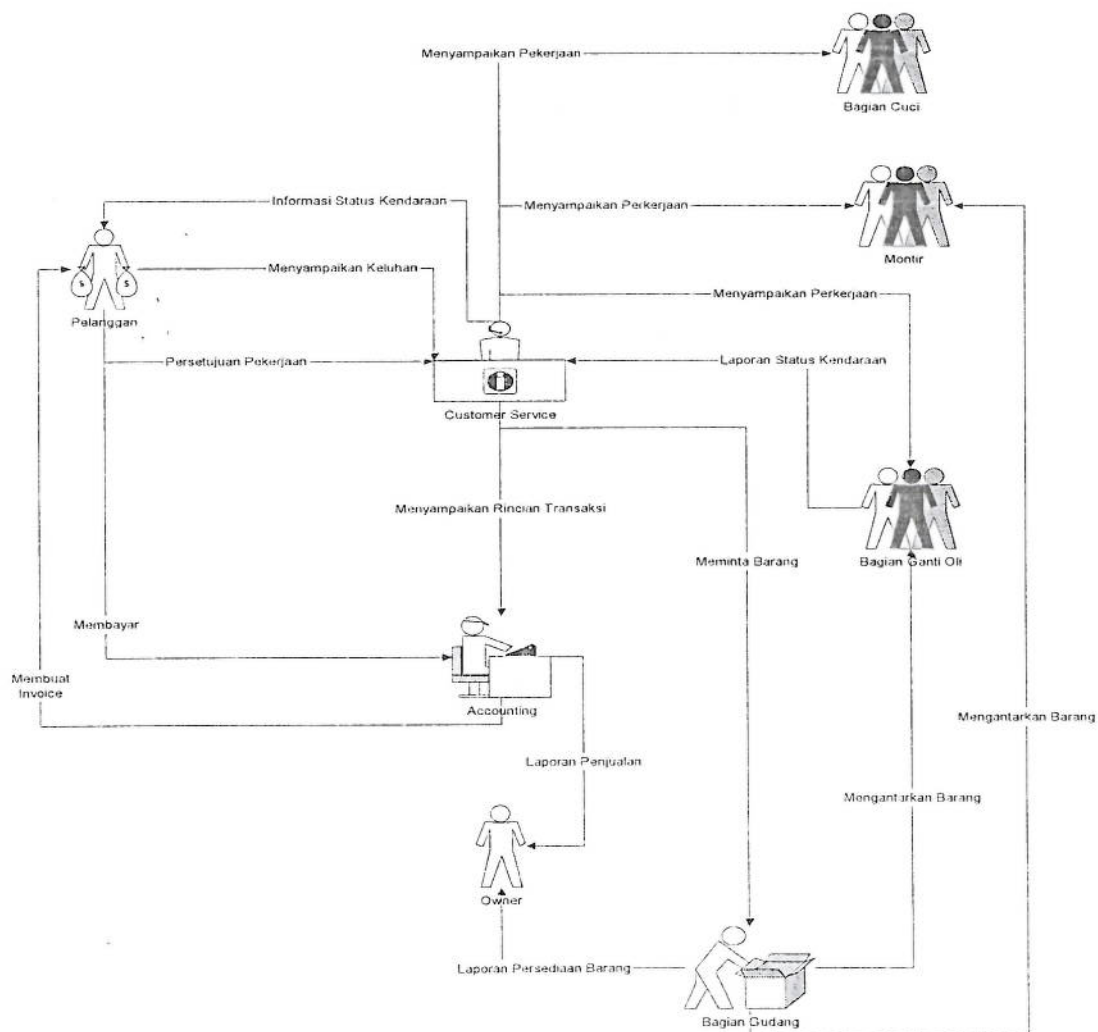 Menyampaikan Pekerjaan
Bagian Cuci
Informasi Status Kendaraan
Menyampaikan Perkerjaan
Montir
Menyampaikan Keluhan
Menyampaikan Perkerjaan
Pelanggan
Persetujuan Pekerjaan
Laporan Status Kendaraan
Customer Service
Menyampaikan Rincian Transaksi
Meminta Barang
Bagian Ganti Oli
Membayar
Membuat
Invoice
Accounting
Mengantarkan Barang
Laporan Penjualan
Mengantarkan Barang
Owner
Laporan Persediaan Barang
Bagian Gudang